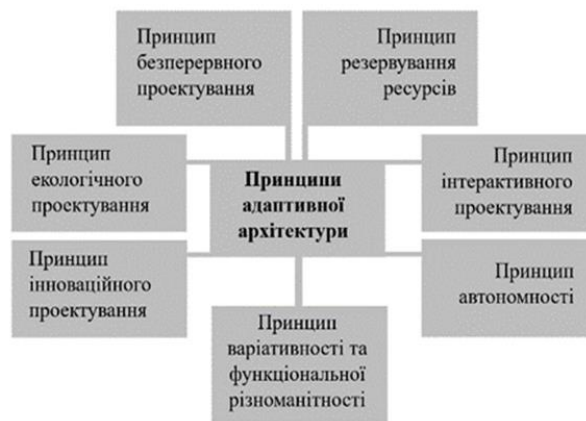 Принцип
безперервного
проектування
Принцип
резервування
ресурсів
Принцип
екологічного
проектування
Принципи
адаптивної
архітектури
Принцип
інтерактивного
проектування
Принцип
інноваційного
проектування
Принцип
автономності
Принцип
варіативності та
функціональної
різноманітності